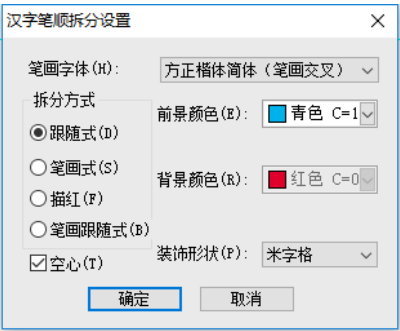 汉字笔顺拆分设置
笔画字体(H):
方正楷体简体（笔画交叉）
拆分方式
跟随式(D)
笔画式(S)
描红(F)
笔画跟随式(B)
空心(T)
前景颜色(E):
青色 C=1
背景颜色(R):
红色 C=0
装饰形状(P):
米字格
确定
取消